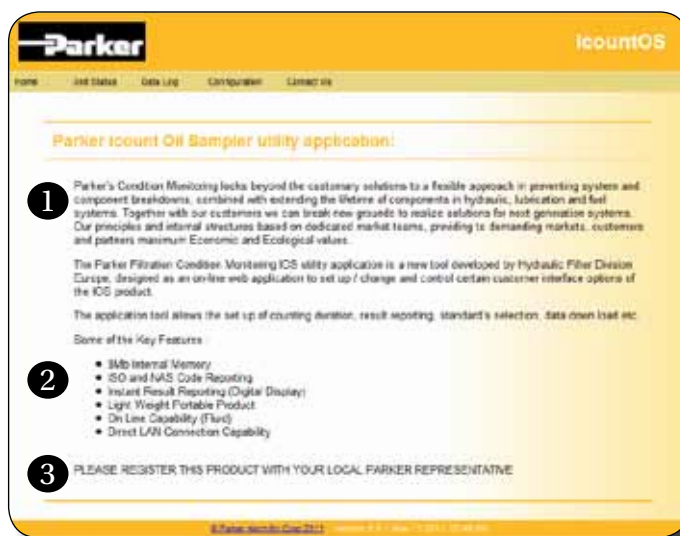 Parker
IcountOS
Home Unit Status Data Log Configuration Contact Us
Parker Icount Oil Sampler utility application:
1
Parker's Condition Monitoring looks beyond the customary solutions to a flexible approach in preventing system and
component breakdowns, combined with extending the lifetime of components in hydraulic, lubrication and fuel
systems. Together with our customers we can break new grounds to realize solutions for next generation systems.
Our principles and internal structures based on dedicated market teams, providing to demanding markets, customers
and partners maximum Economic and Ecological values.
The Parker Filtration Condition Monitoring IOS utility application is a new tool developed by Hydraulic Filter Division
Europe, designed as an on-line web application to set up / change and control certain customer interface options of
the IOS product.
The application tool allows the set up of counting duration, result reporting, standard's selection, data down load etc.
Some of the Key Features
2
Internal Memory
ISO and NAS Code Reporting
Instant Result Reporting (Digital Display)
Light Weight Portable Product
On Line Capability (Fluid)
Direct LAN Connection Capability
3
PLEASE REGISTER THIS PRODUCT WITH YOUR LOCAL PARKER REPRESENTATIVE
© Parker Hannifin Corp 2011